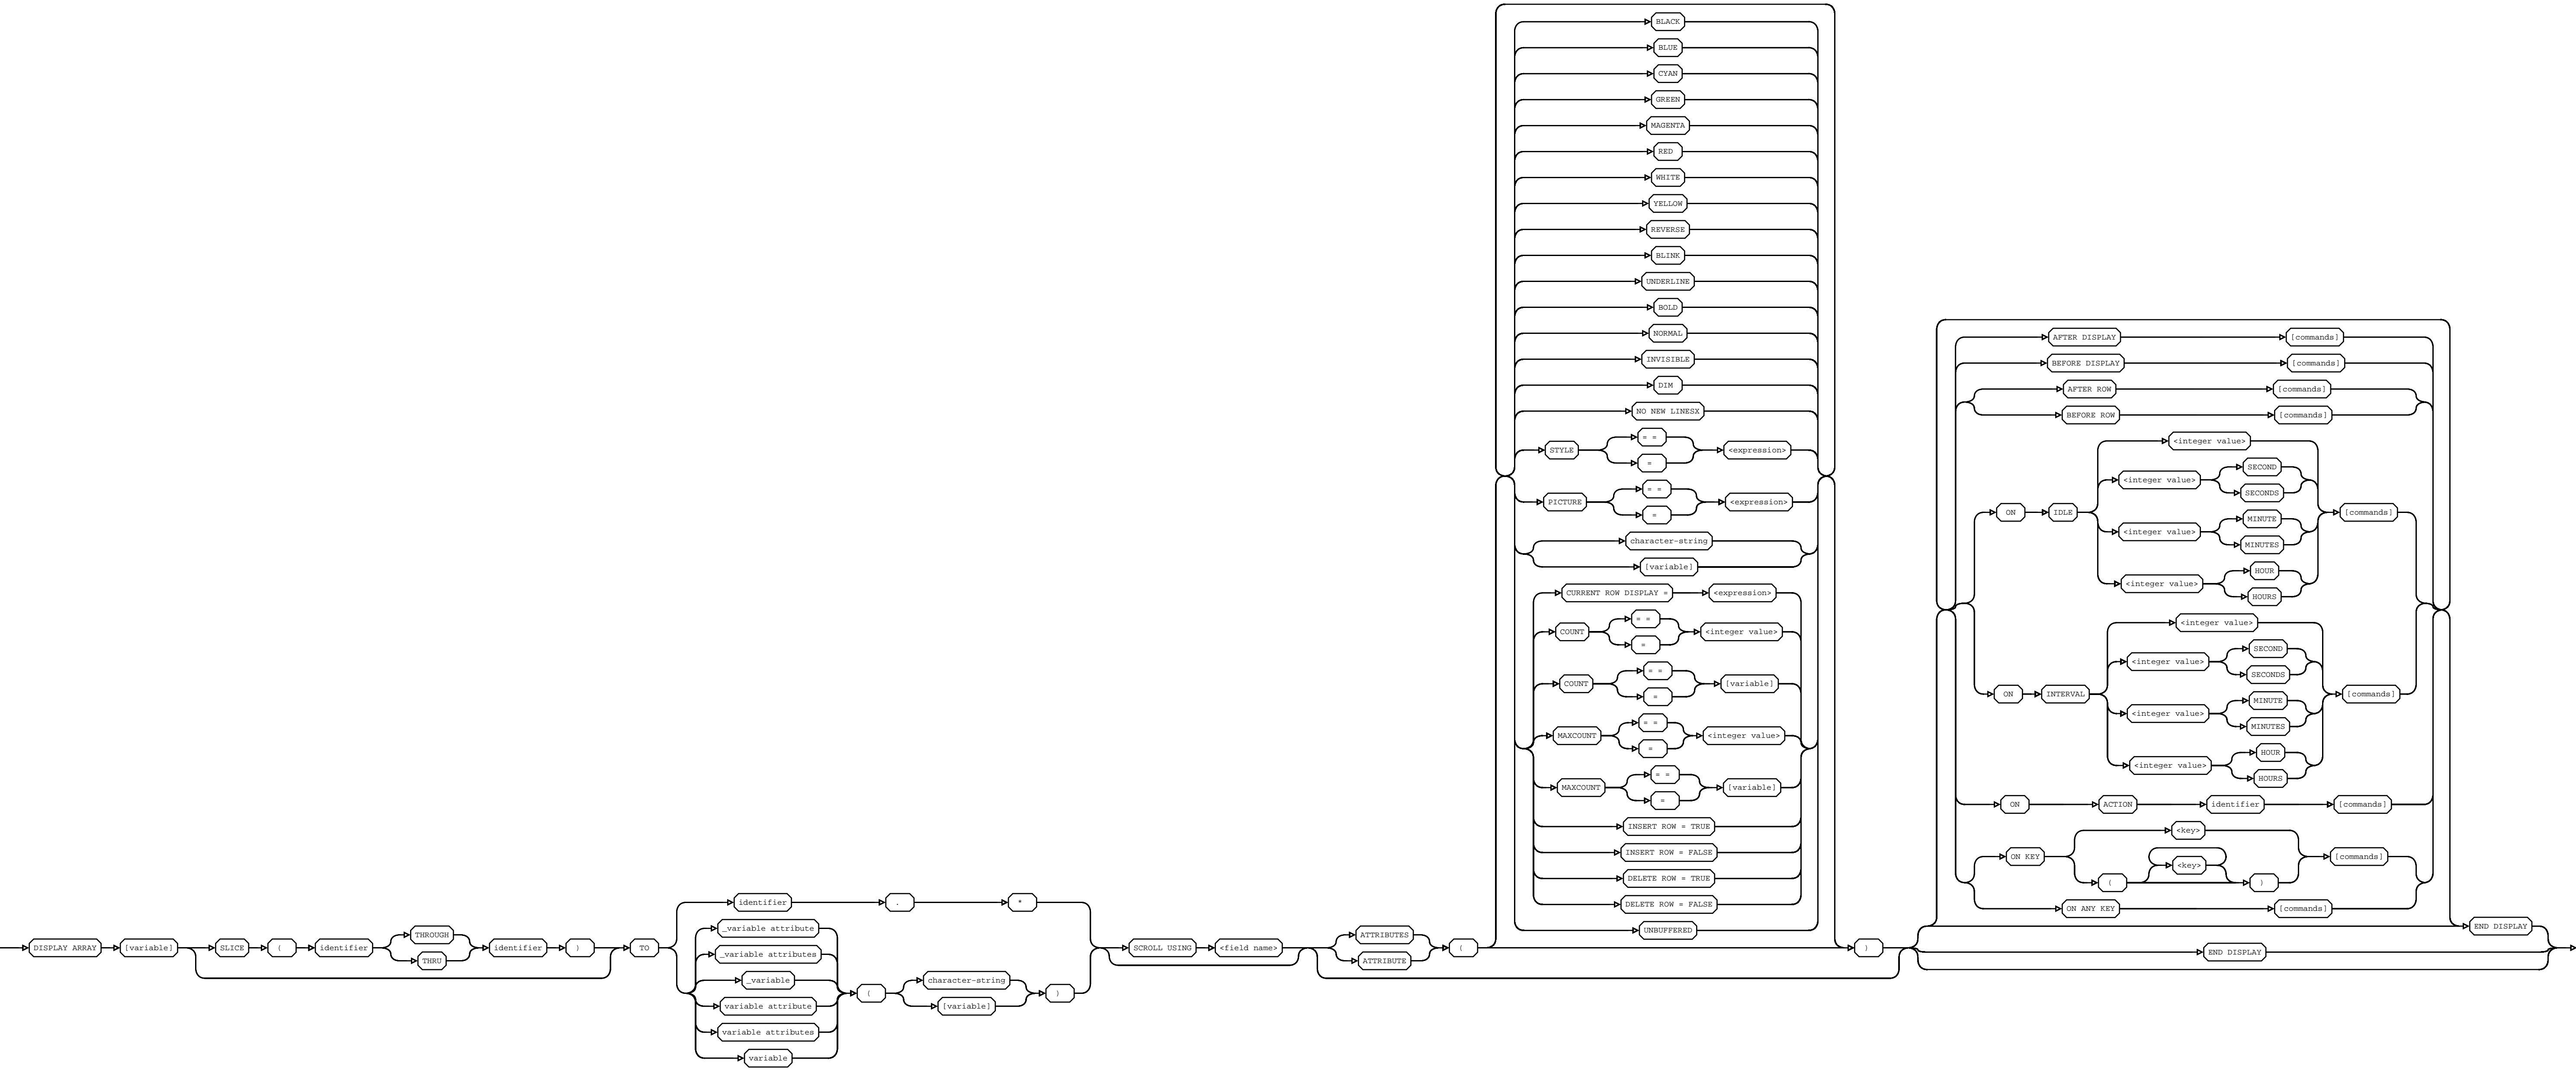 BLACK
BLUE
CYAN
GREEN
MAGENTA
RED
WHITE
YELLOW
REVERSE
BLINK
UNDERLINE
BOLD
NORMAL
INVISIBLE
DIM
NO NEW LINESX
STYLE = = = <expression>
PICTURE = = = <expression>
character-string
[variable]
CURRENT ROW DISPLAY = <expression>
COUNT = = = <integer value>
COUNT = = = [variable]
MAXCOUNT = = = <integer value>
MAXCOUNT = = = [variable]
INSERT ROW = TRUE
INSERT ROW = FALSE
DELETE ROW = TRUE
DELETE ROW = FALSE
UNBUFFERED
AFTER DISPLAY [commands]
BEFORE DISPLAY [commands]
AFTER ROW [commands]
BEFORE ROW [commands]
<integer value>
<integer value> SECOND
SECONDS
ON IDLE [commands]
<integer value> MINUTE
MINUTES
<integer value> HOUR
HOURS
<integer value>
<integer value> SECOND
SECONDS
ON INTERVAL [commands]
<integer value> MINUTE
MINUTES
<integer value> HOUR
HOURS
ON ACTION identifier [commands]
<key>
ON KEY <key> [commands]
( )
ON ANY KEY [commands]
END DISPLAY
END DISPLAY
identifier . *
_variable attribute
THROUGH
DISPLAY ARRAY [variable] SLICE ( identifier identifier ) TO
THRU
_variable attributes
_variable
variable attribute
variable attributes
variable
( character-string )
[variable]
SCROLL USING <field name>
ATTRIBUTES
ATTRIBUTE
( )